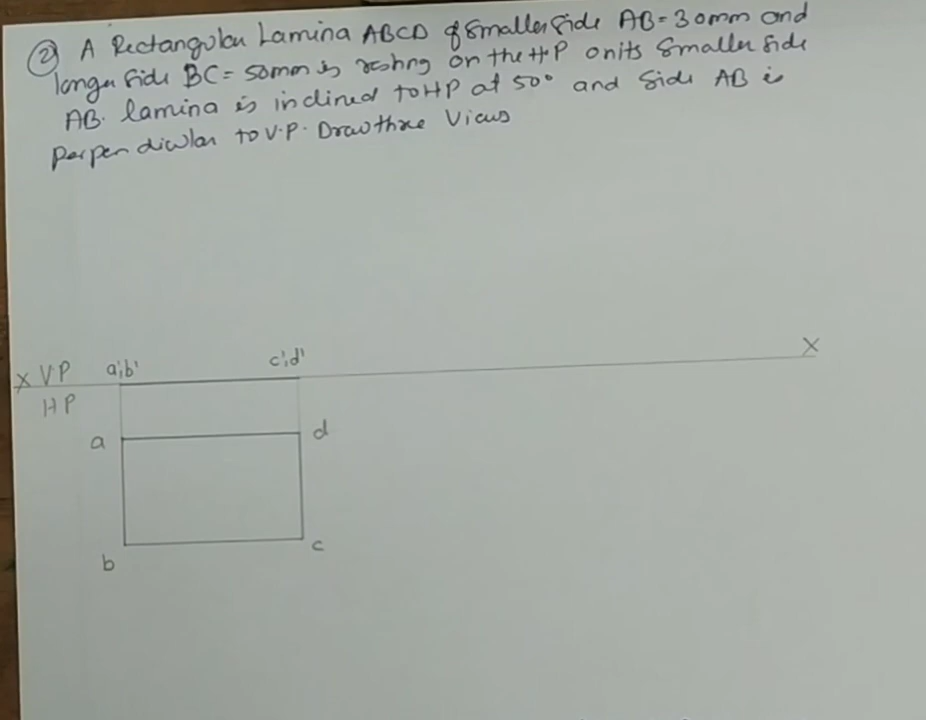 ② A Rectangular Lamina ABCD of Smaller Side AB=30mm and
longer Side BC=50mm is resting on the HP on its Smaller Side
AB. lamina is inclined to HP at 50° and Side AB is
perpendicular to V.P. Draw three Views
X VP a'b' c'd' X
HP
a d
b c